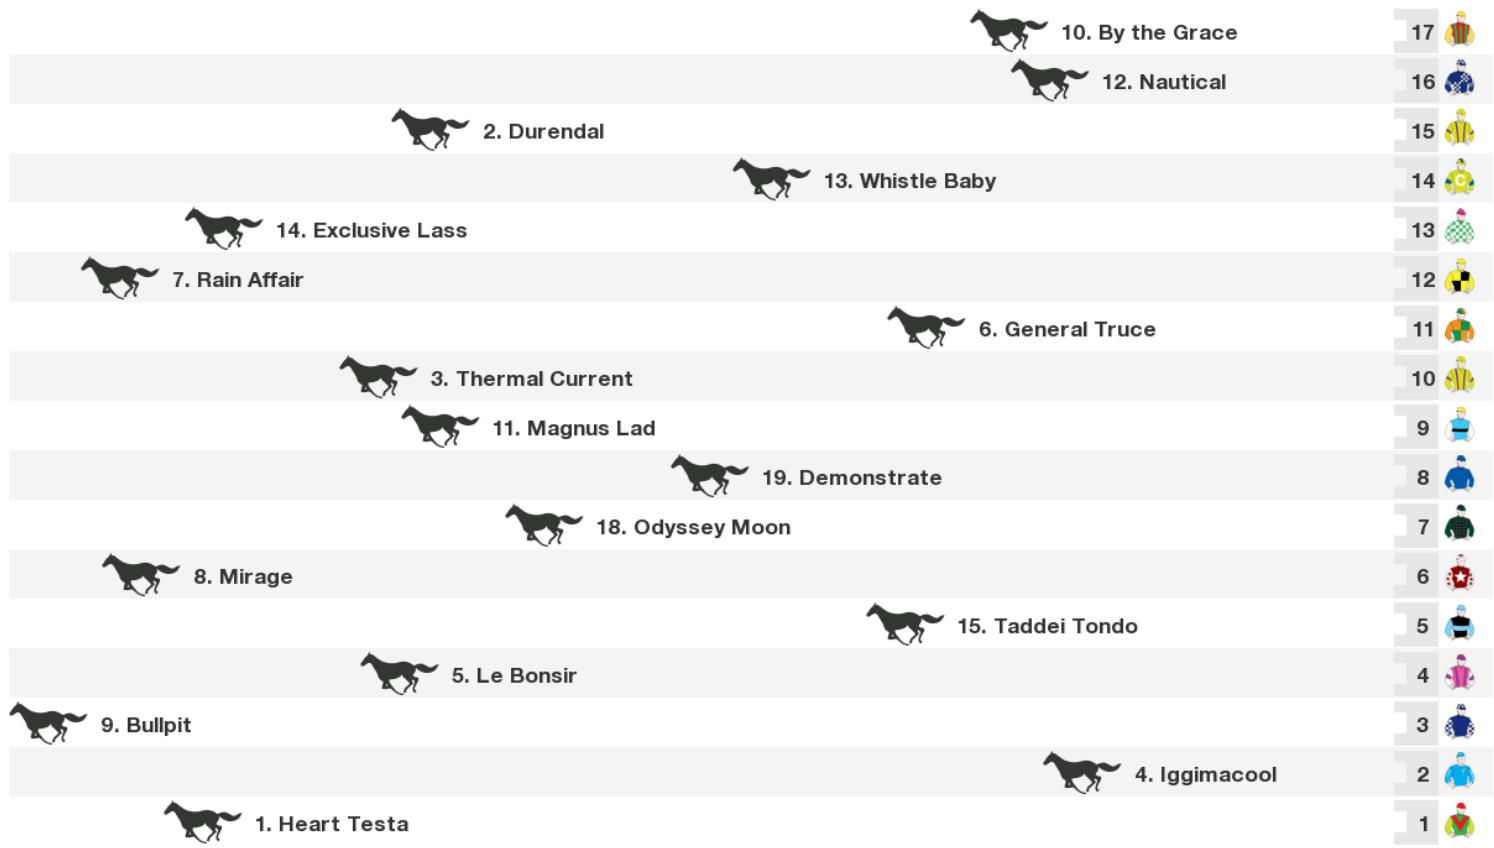 10. By the Grace 17
12. Nautical 16
2. Durendal 15
13. Whistle Baby 14 C
14. Exclusive Lass 13
7. Rain Affair 12
6. General Truce 11
3. Thermal Current 10
11. Magnus Lad 9
19. Demonstrate 8
18. Odyssey Moon 7
8. Mirage 6
15. Taddei Tondo 5
5. Le Bonsir 4
9. Bullpit 3
4. Iggimacool 2
1. Heart Testa 1